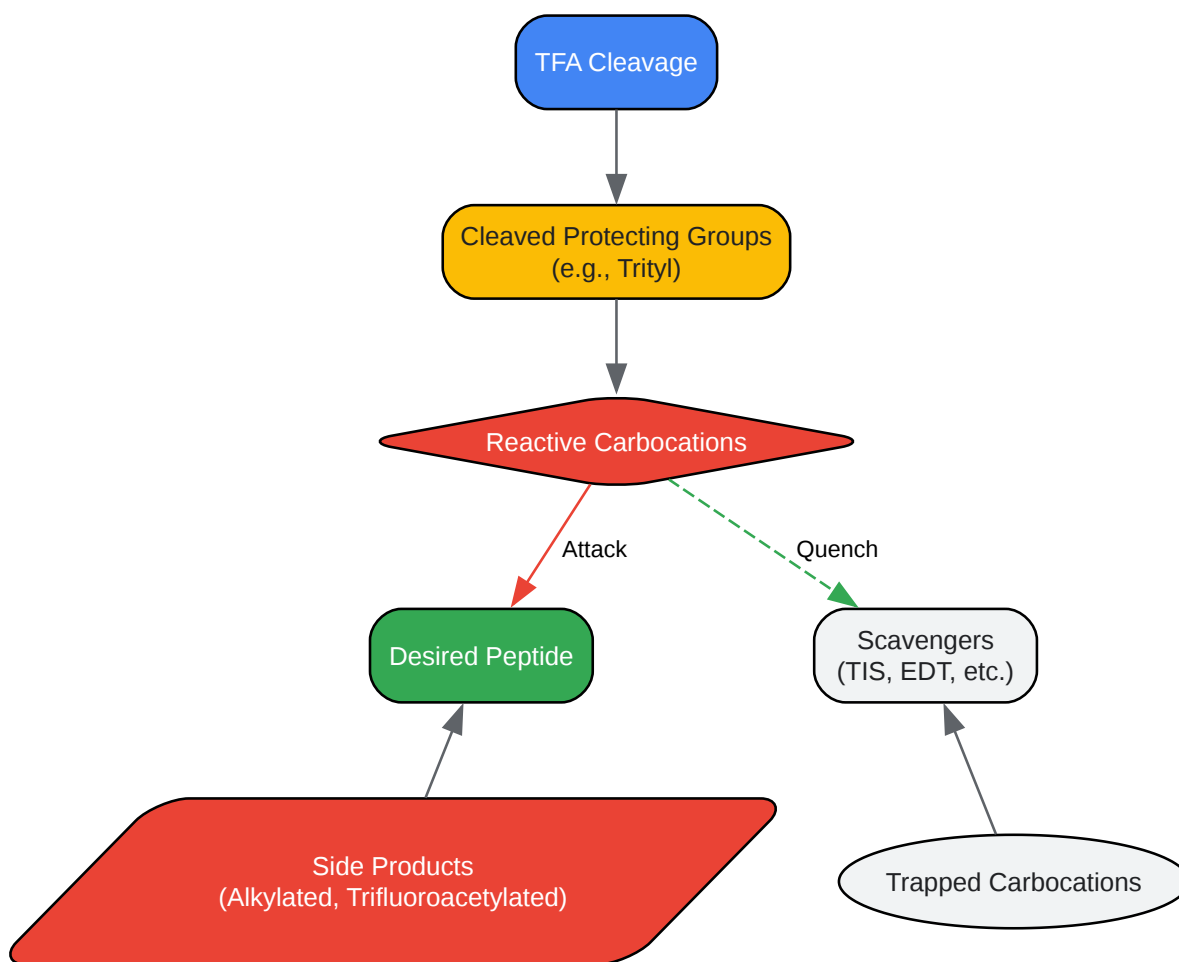 TFA Cleavage
Cleaved Protecting Groups
(e.g., Trityl)
Reactive Carbocations
Attack
Quench
Desired Peptide
Scavengers
(TIS, EDT, etc.)
Side Products
(Alkylated, Trifluoroacetylated)
Trapped Carbocations